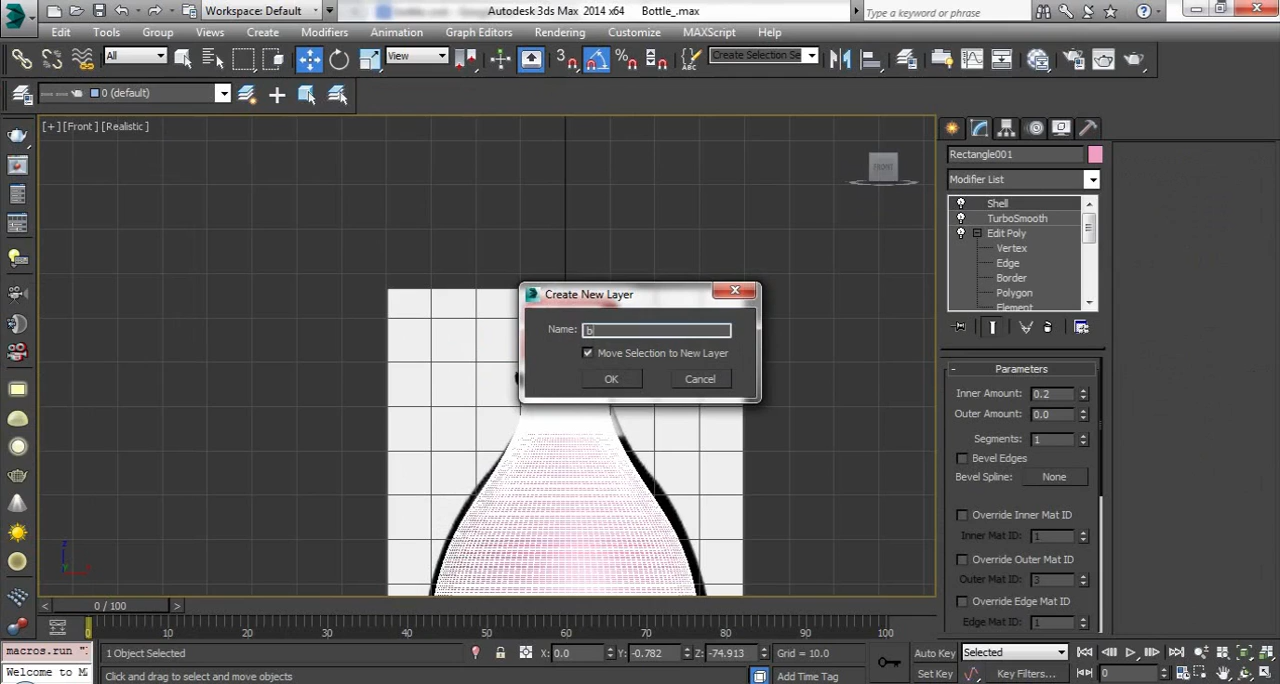 Workspace: Default
Autodesk 3ds Max 2014 x64
Bottle_.max
Type a keyword or phrase
Edit
Tools
Group
Views
Create
Modifiers
Animation
Graph Editors
Rendering
Customize
MAXScript
Help
All
View
Create Selection Se
0 (default)
[+] [Front] [Realistic]
FRONT
Rectangle001
Modifier List
Shell
TurboSmooth
Edit Poly
Vertex
Edge
Border
Polygon
Element
Create New Layer
Name:
b
Move Selection to New Layer
OK
Cancel
Parameters
Inner Amount: 0.2
Outer Amount: 0.0
Segments: 1
Bevel Edges
Bevel Spline: None
Override Inner Mat ID
Inner Mat ID: 1
Override Outer Mat ID
Outer Mat ID: 3
Override Edge Mat ID
Edge Mat ID: 1
0 / 100
0 10 20 30 40 50 60 70 80 90 100
macros.run "
Welcome to M
1 Object Selected
X: 0.0
Y: -0.782
Z: -74.913
Grid = 10.0
Auto Key
Selected
Click and drag to select and move objects
Add Time Tag
Set Key
Key Filters...
0